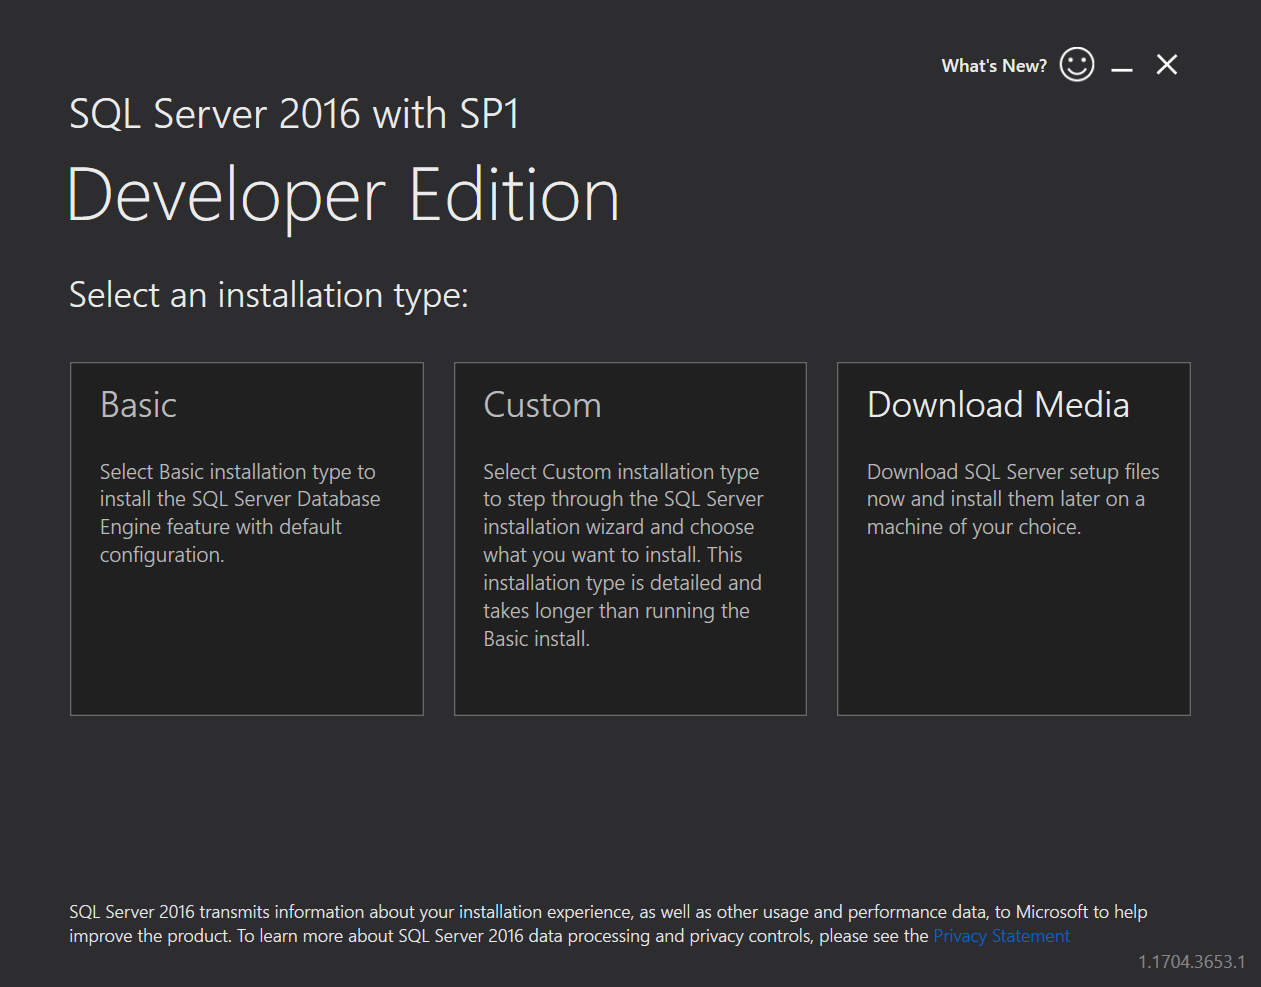 What's New?
SQL Server 2016 with SP1
Developer Edition
Select an installation type:
Basic
Select Basic installation type to
install the SQL Server Database
Engine feature with default
configuration.
Custom
Select Custom installation type
to step through the SQL Server
installation wizard and choose
what you want to install. This
installation type is detailed and
takes longer than running the
Basic install.
Download Media
Download SQL Server setup files
now and install them later on a
machine of your choice.
SQL Server 2016 transmits information about your installation experience, as well as other usage and performance data, to Microsoft to help
improve the product. To learn more about SQL Server 2016 data processing and privacy controls, please see the Privacy Statement
1.1704.3653.1